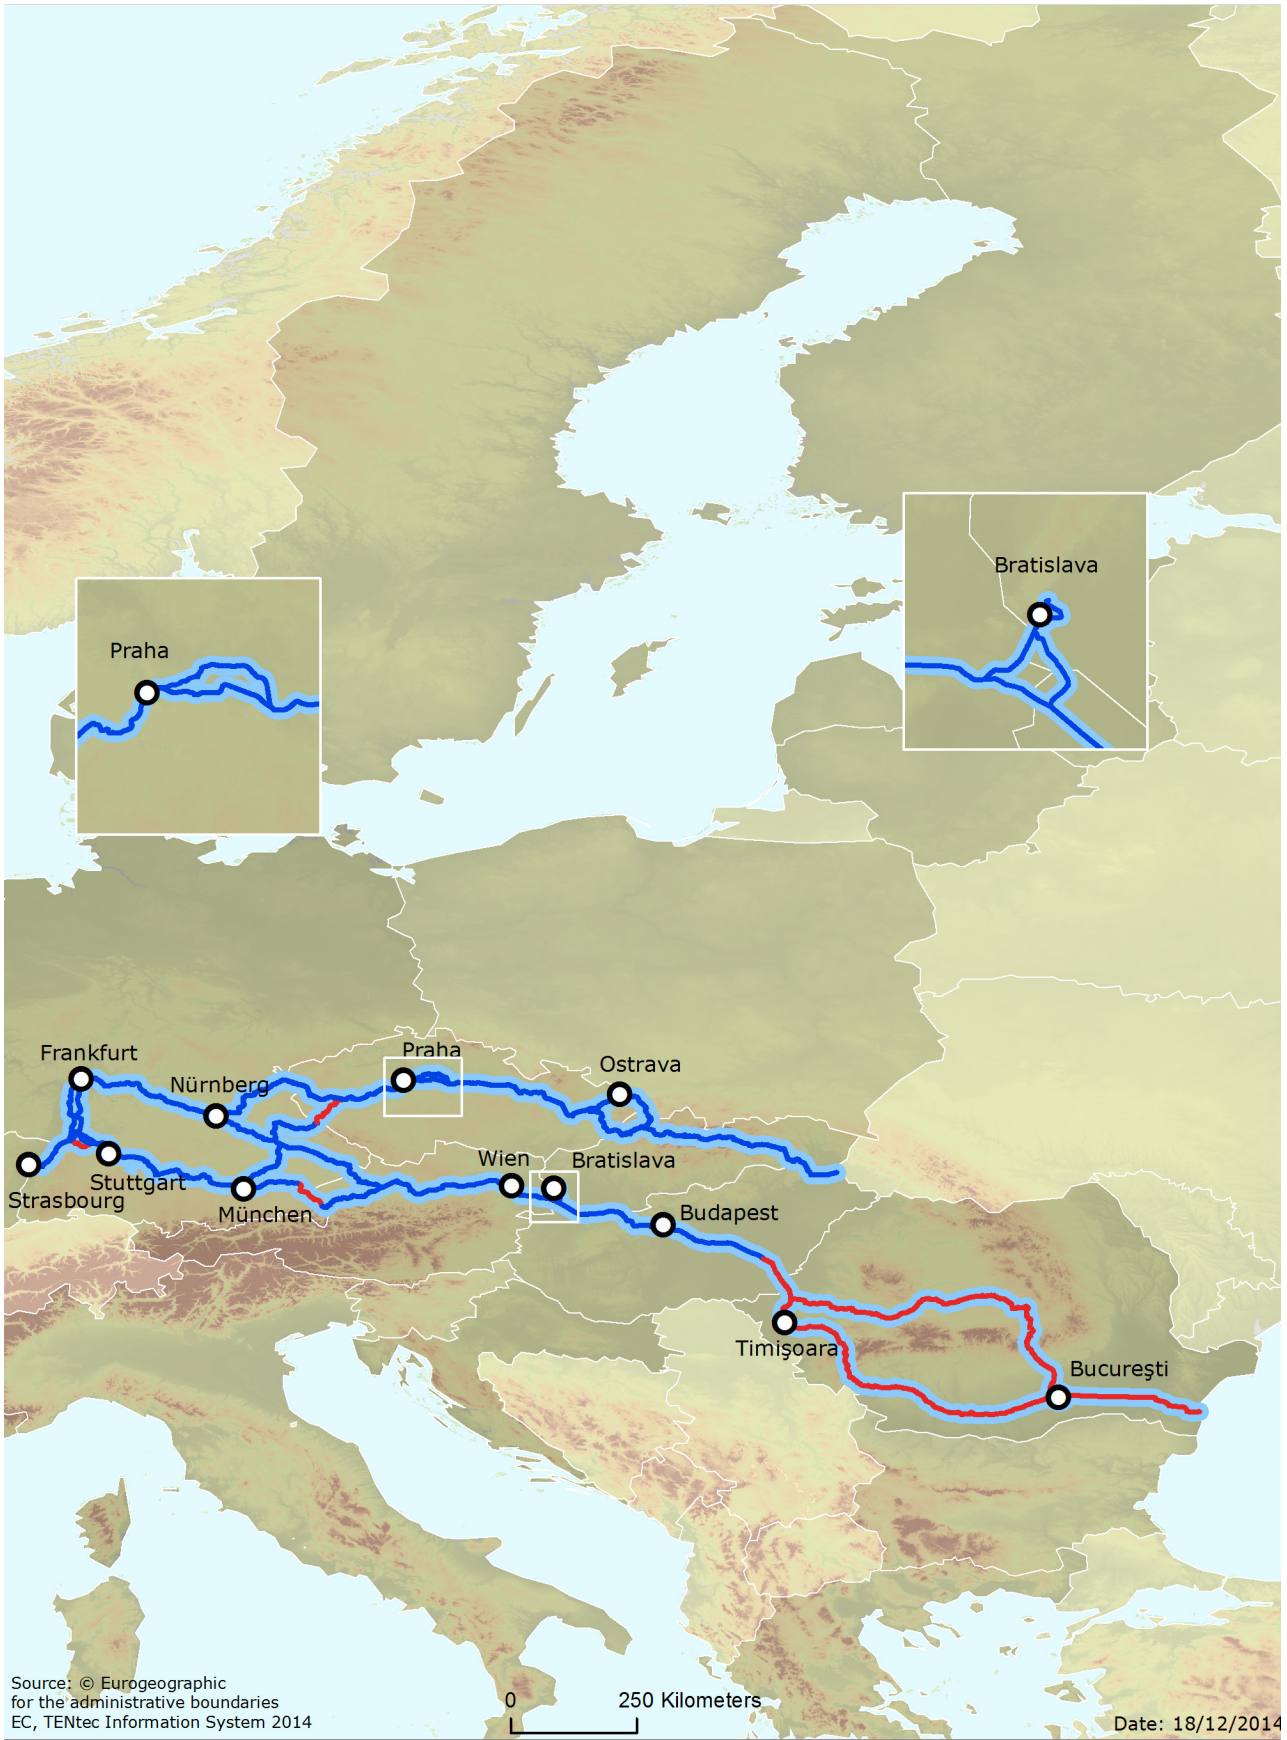 Bratislava
Praha
Frankfurt
Praha
Ostrava
Nürnberg
Wien
Bratislava
Stuttgart
Strasbourg
München
Budapest
Timişoara
Bucureşti
Source: © Eurogeographic
for the administrative boundaries
EC, TENtec Information System 2014
0 250 Kilometers
Date: 18/12/2014